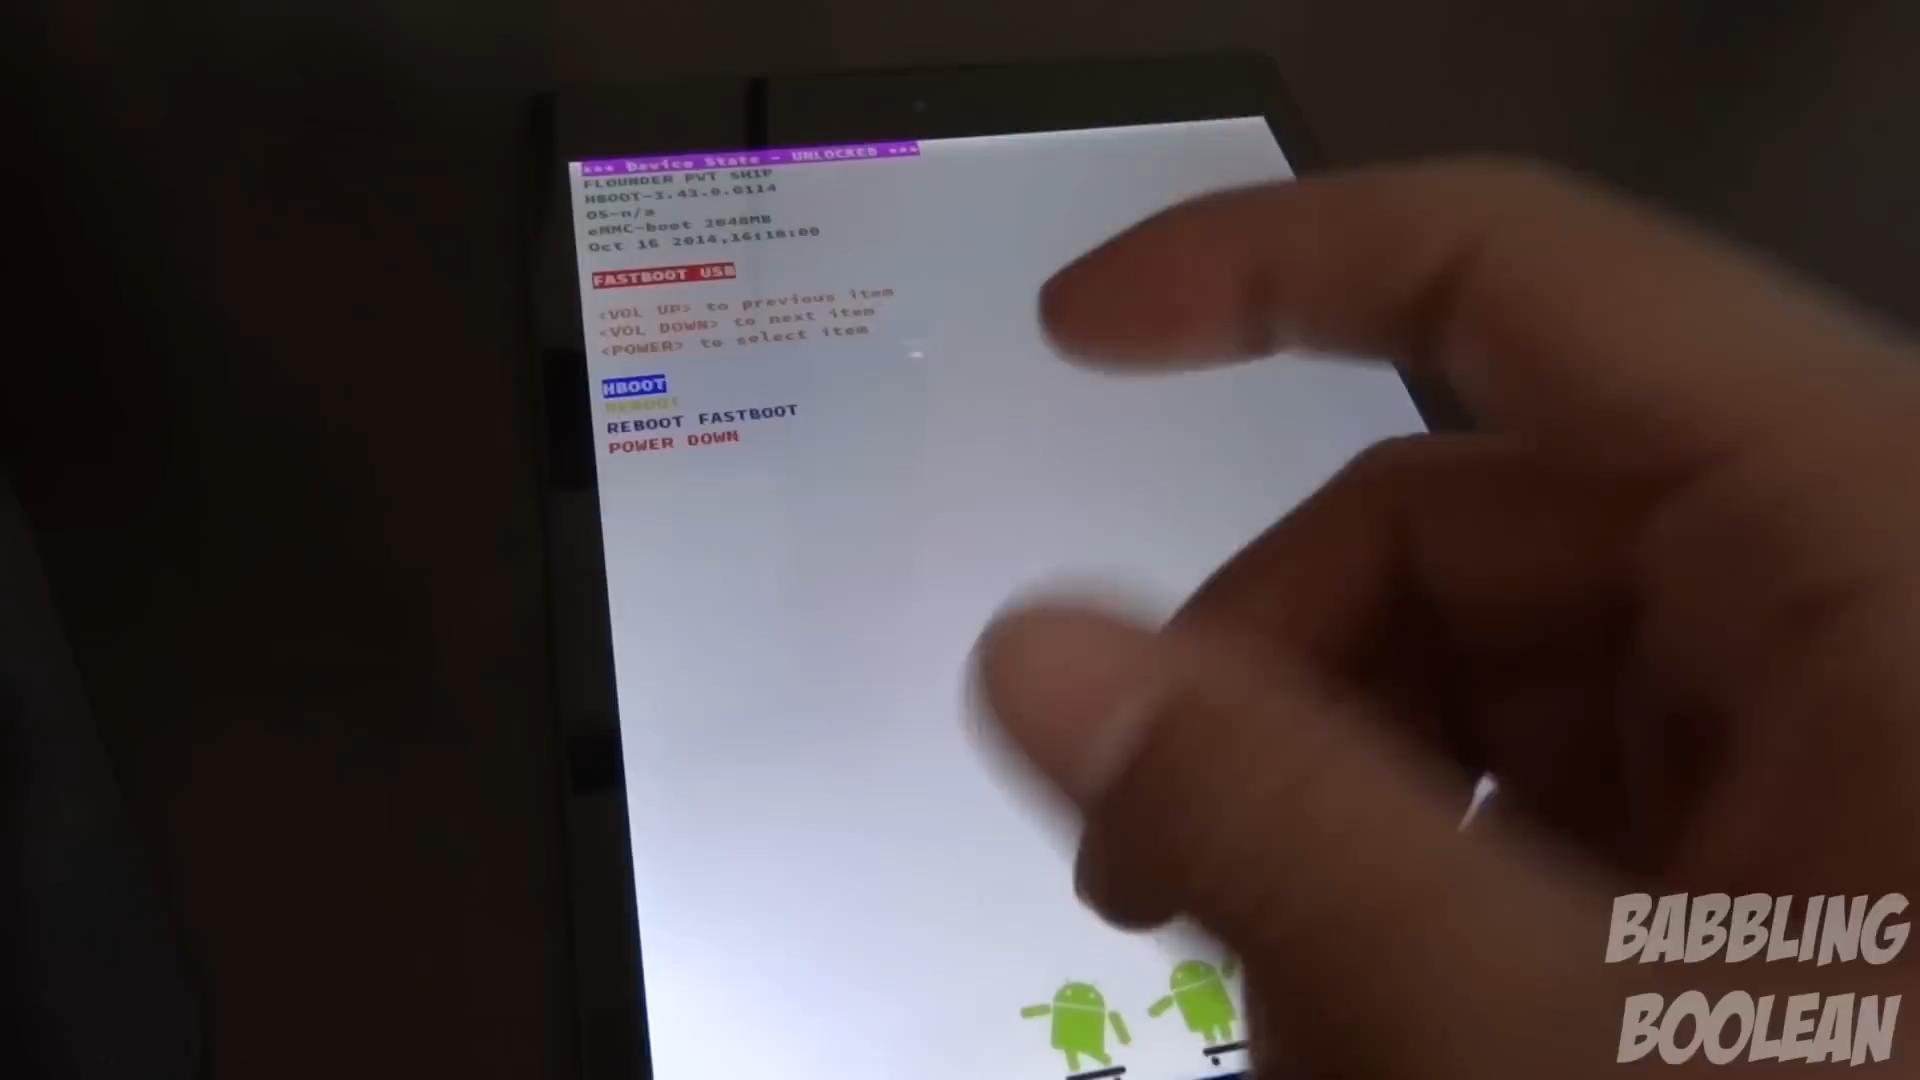 *** Device State - UNLOCKED ***
FLOUNDER PVT SHIP
HBOOT-3.43.0.0114
OS-n/a
eMMC-boot 2048MB
Oct 16 2014,16:18:00
FASTBOOT USB
<VOL UP> to previous item
<VOL DOWN> to next item
<POWER> to select item
HBOOT
REBOOT
REBOOT FASTBOOT
POWER DOWN
BABBLING
BOOLEAN